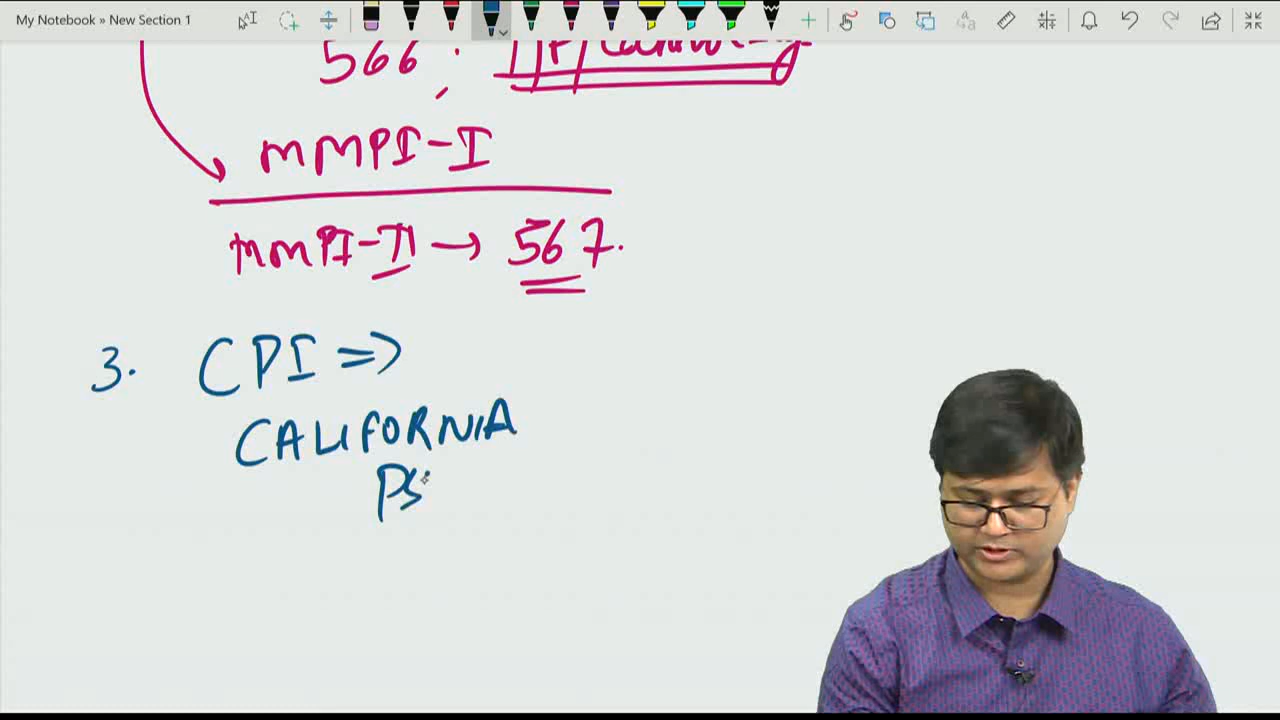 My Notebook » New Section 1
566
MMPI-I
MMPI-II → 567.
3. CPI =>
CALIFORNIA
PS